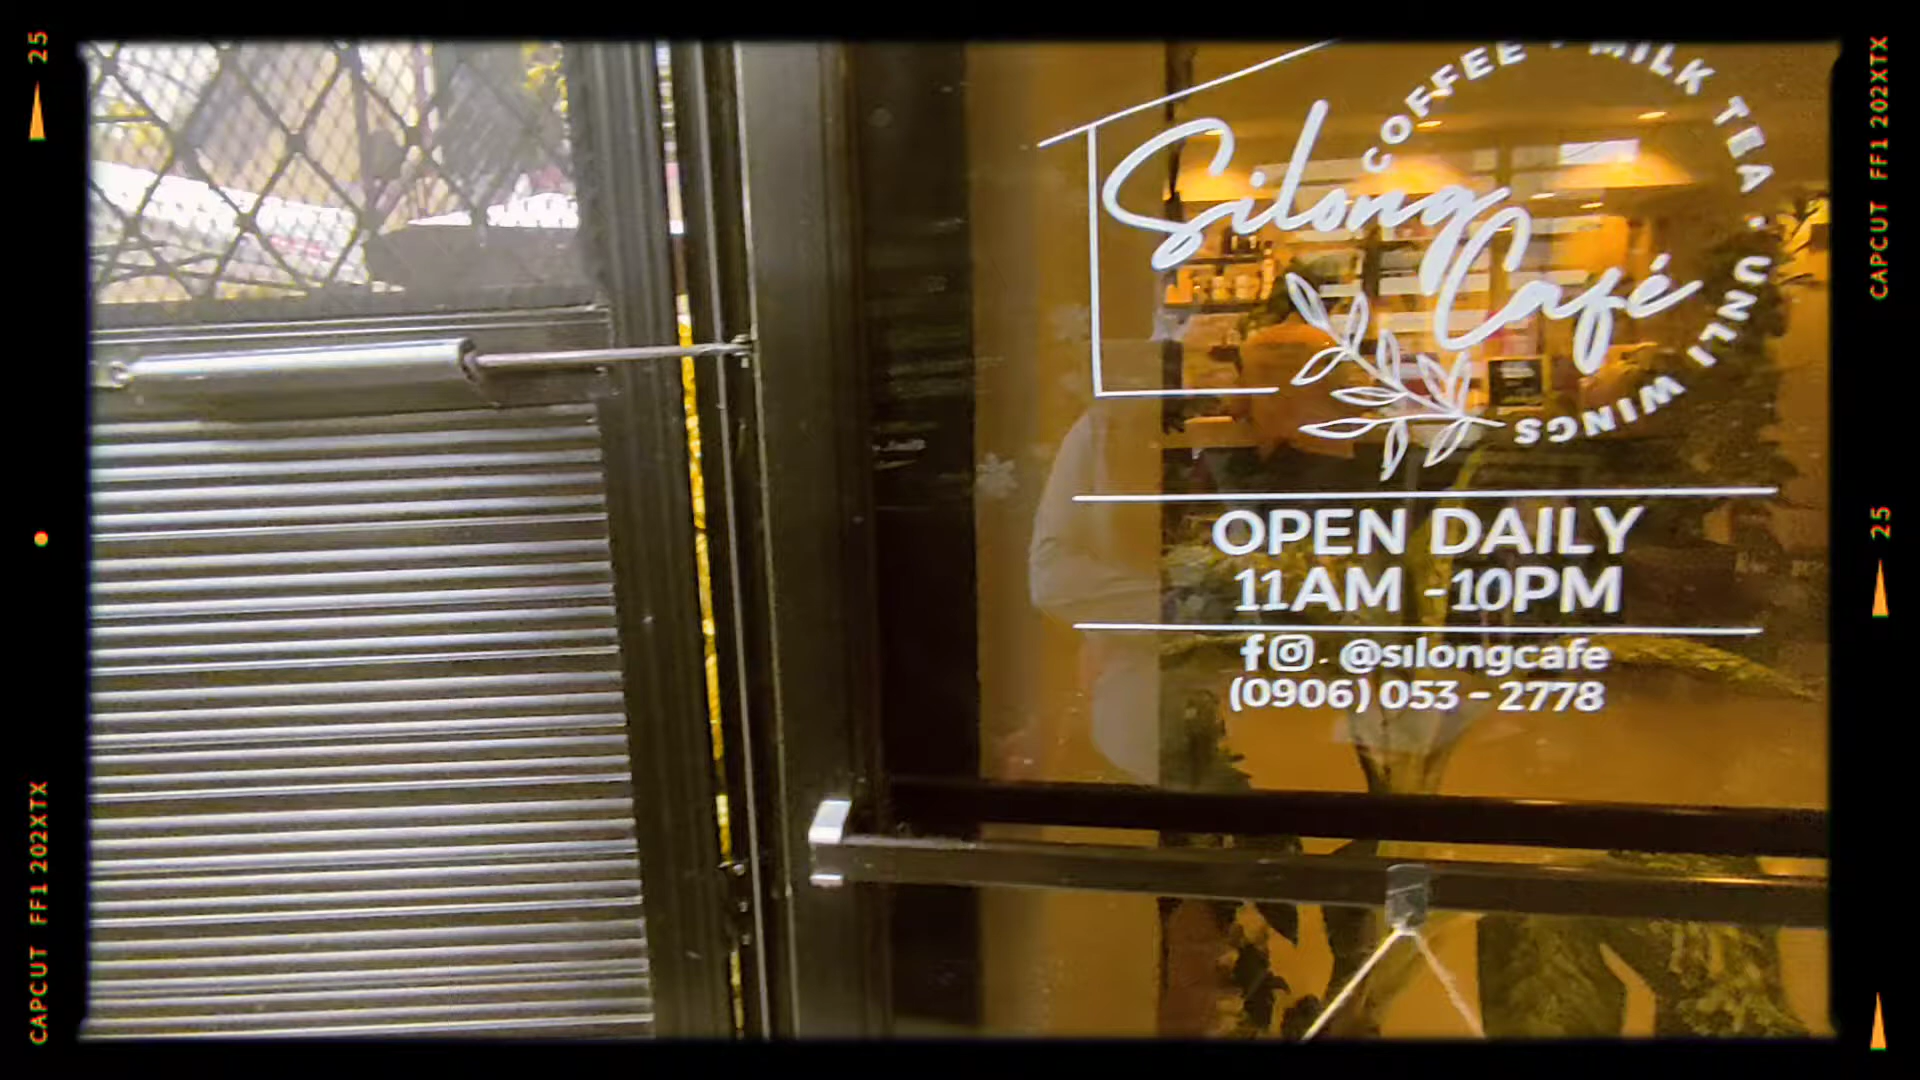 COFFEE · MILK TEA · UNLI WINGS
Silong
Café
OPEN DAILY
11AM - 10PM
@silongcafe
(0906) 053 - 2778
25
CAPCUT FF1 202XTX
CAPCUT FF1 202XTX
25